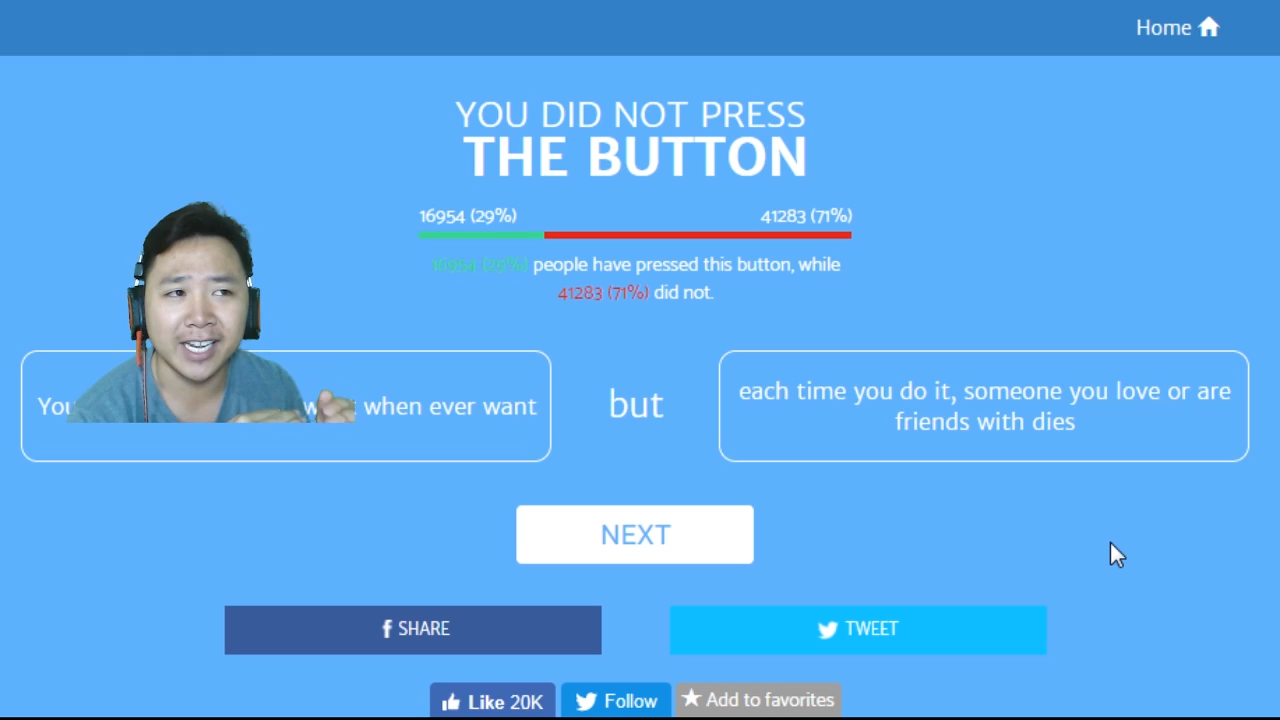 Home
YOU DID NOT PRESS
THE BUTTON
16954 (29%) 41283 (71%)
16954 (29%) people have pressed this button, while
41283 (71%) did not.
You when ever want
but
each time you do it, someone you love or are
friends with dies
NEXT
SHARE
TWEET
Like 20K
Follow
Add to favorites